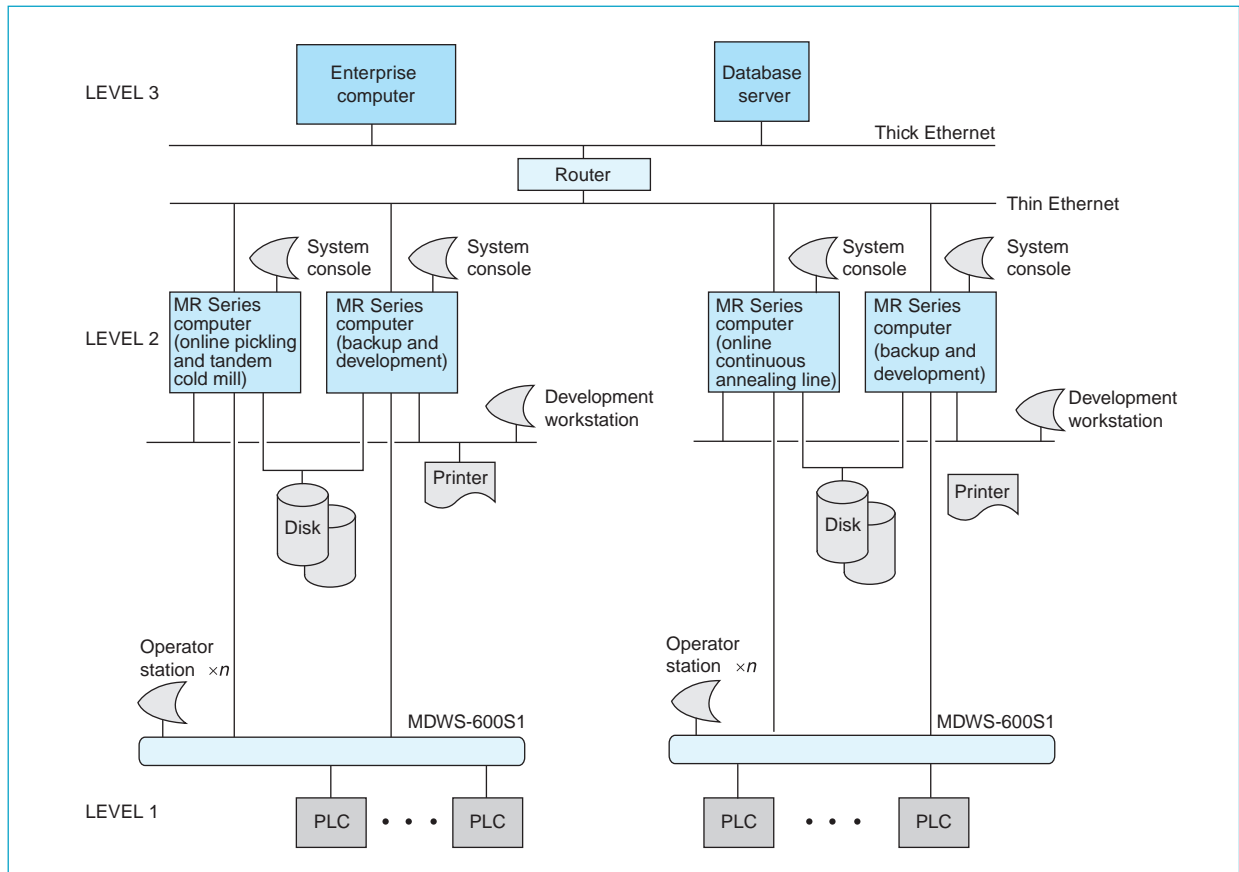 LEVEL 3
Enterprise
computer
Database
server
Thick Ethernet
Router
Thin Ethernet
System
console
System
console
System
console
System
console
LEVEL 2
MR Series
computer
(online pickling
and tandem
cold mill)
MR Series
computer
(backup and
development)
MR Series
computer
(online
continuous
annealing line)
MR Series
computer
(backup and
development)
Development
workstation
Development
workstation
Printer
Disk
Printer
Disk
Operator
station ×n
MDWS-600S1
Operator
station ×n
MDWS-600S1
LEVEL 1
PLC • • • PLC
PLC • • • PLC